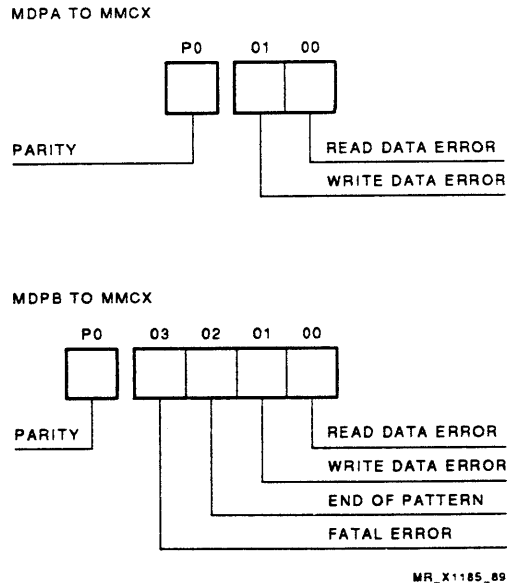 MDPA TO MMCX
P0 01 00
PARITY
READ DATA ERROR
WRITE DATA ERROR
MDPB TO MMCX
P0 03 02 01 00
PARITY
READ DATA ERROR
WRITE DATA ERROR
END OF PATTERN
FATAL ERROR
MR_X1185_89